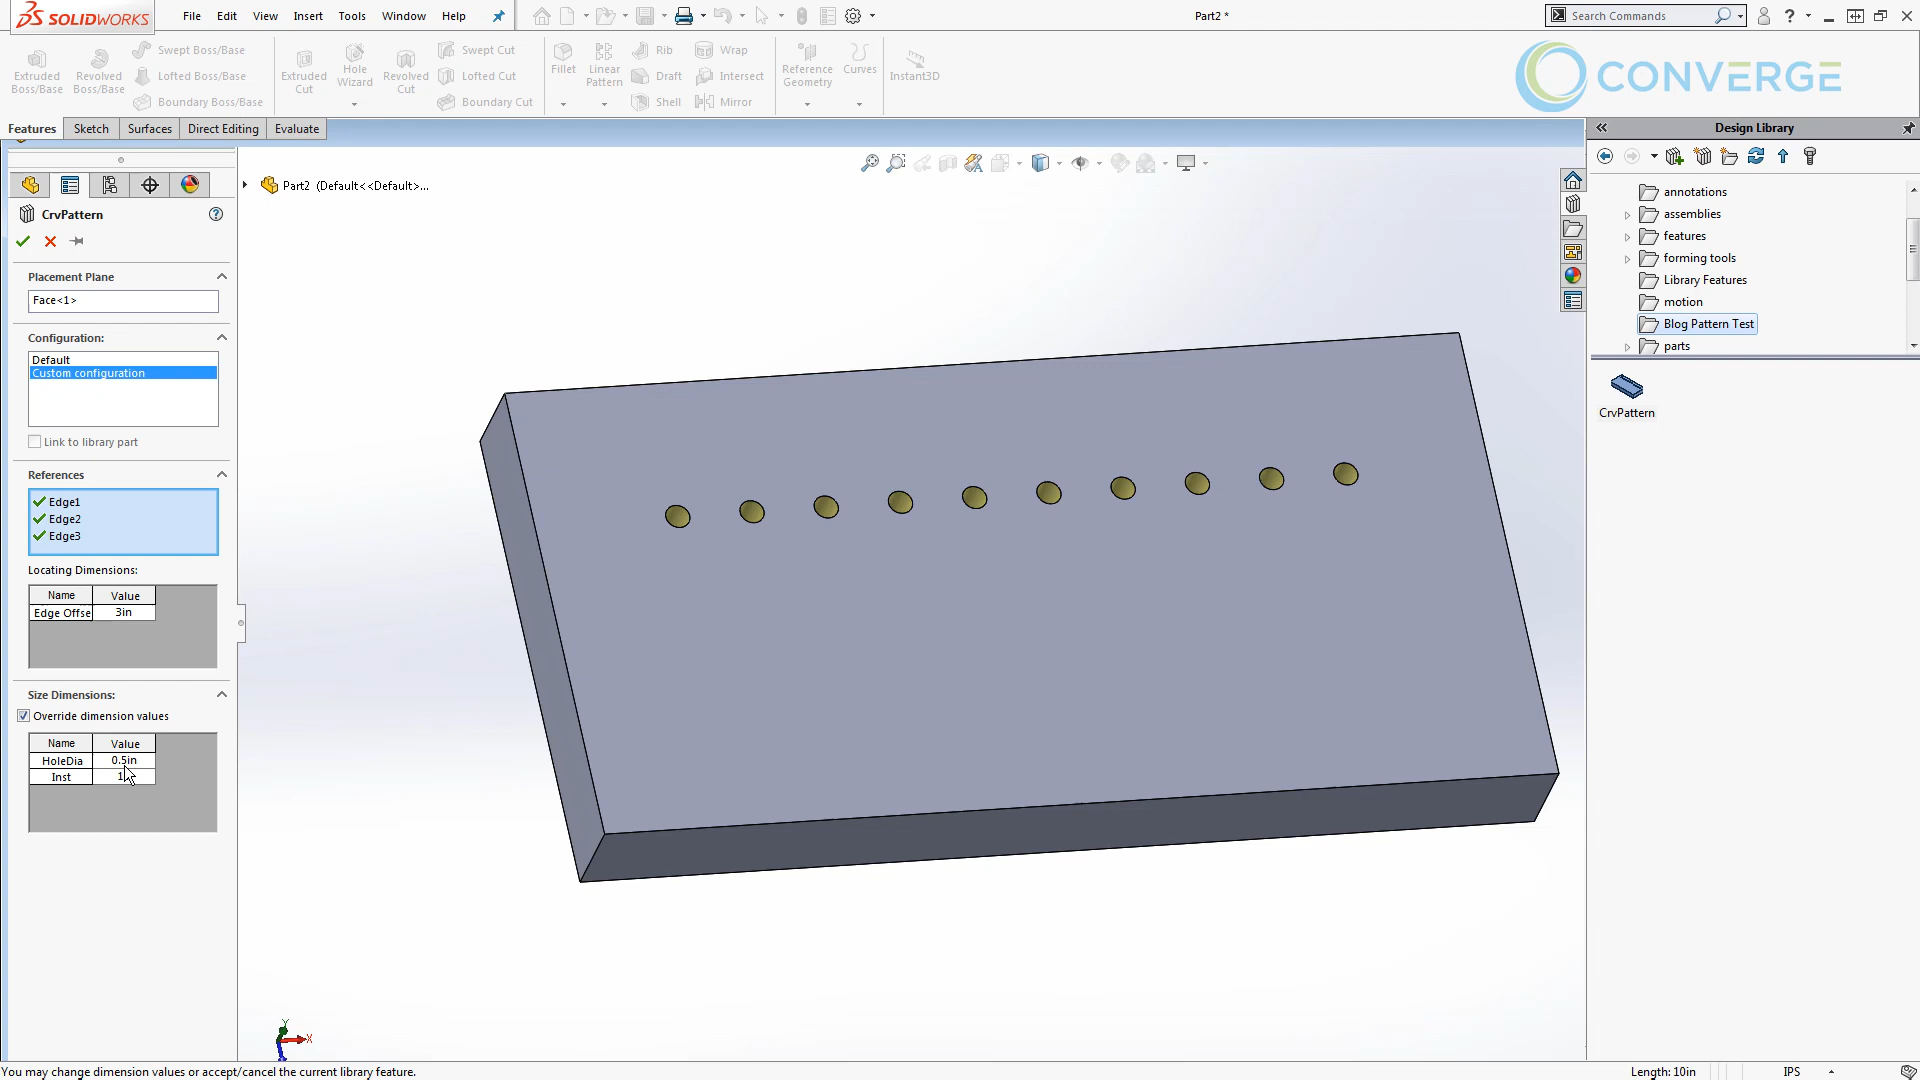 SOLIDWORKS
File Edit View Insert Tools Window Help
Part2 *
Search Commands
Extruded Boss/Base
Revolved Boss/Base
Swept Boss/Base
Lofted Boss/Base
Boundary Boss/Base
Extruded Cut
Hole Wizard
Revolved Cut
Swept Cut
Lofted Cut
Boundary Cut
Fillet
Linear Pattern
Rib
Draft
Shell
Wrap
Intersect
Mirror
Reference Geometry
Curves
Instant3D
CONVERGE
Features Sketch Surfaces Direct Editing Evaluate
CrvPattern
Placement Plane
Face<1>
Configuration:
Default
Custom configuration
Link to library part
References
Edge1
Edge2
Edge3
Locating Dimensions:
Name Value
Edge Offse 3in
Size Dimensions:
Override dimension values
Name Value
HoleDia 0.5in
Inst
Part2 (Default<<Default>...
Y
X
Design Library
annotations
assemblies
features
forming tools
Library Features
motion
Blog Pattern Test
parts
CrvPattern
You may change dimension values or accept/cancel the current library feature.
Length: 10in
IPS